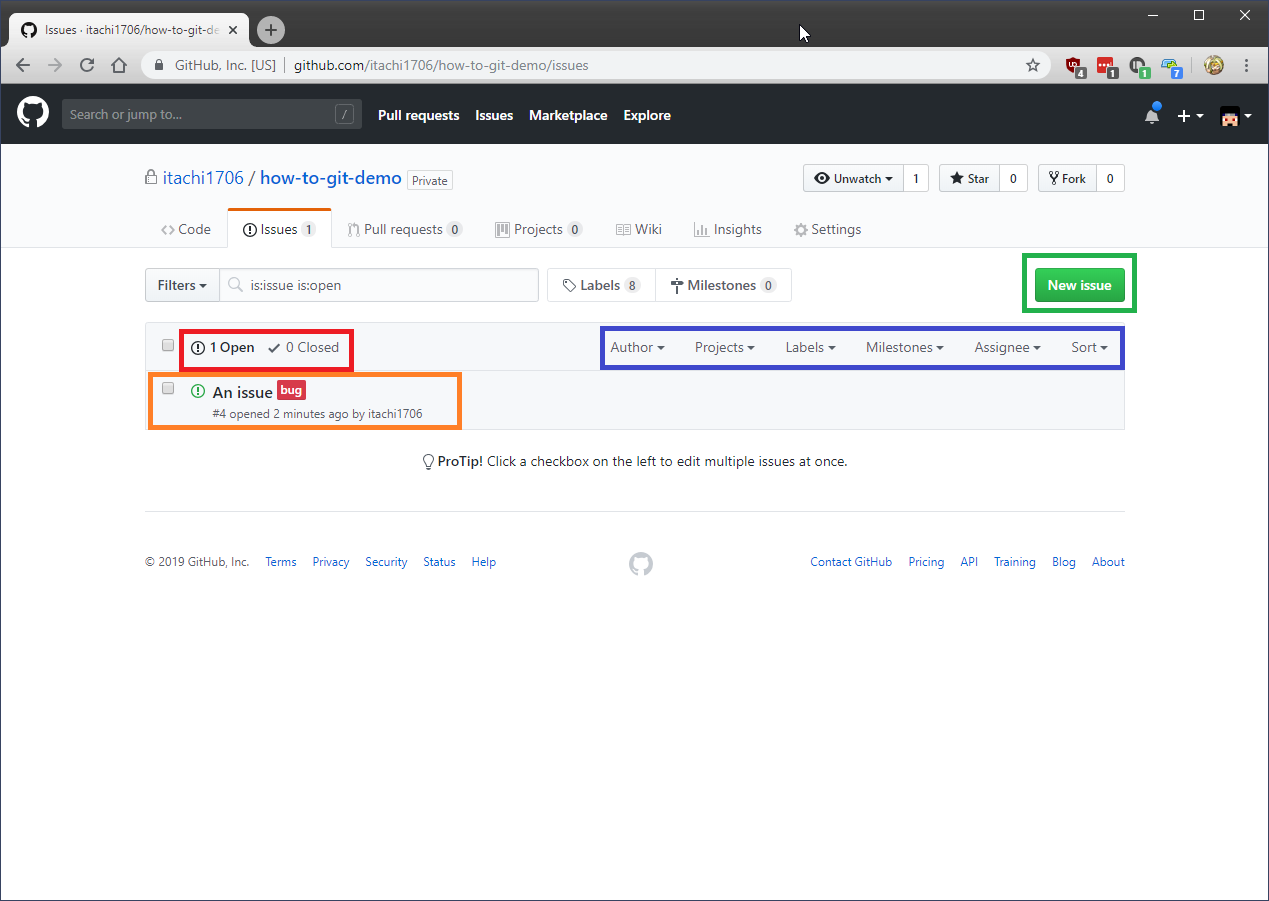 Issues · itachi1706/how-to-git-de
GitHub, Inc. [US] github.com/itachi1706/how-to-git-demo/issues
4 1 1 7
Search or jump to... / Pull requests Issues Marketplace Explore
itachi1706 / how-to-git-demo Private Unwatch 1 Star 0 Fork 0
Code Issues 1 Pull requests 0 Projects 0 Wiki Insights Settings
Filters is:issue is:open Labels 8 Milestones 0 New issue
1 Open 0 Closed Author Projects Labels Milestones Assignee Sort
An issue bug
#4 opened 2 minutes ago by itachi1706
ProTip! Click a checkbox on the left to edit multiple issues at once.
© 2019 GitHub, Inc. Terms Privacy Security Status Help Contact GitHub Pricing API Training Blog About